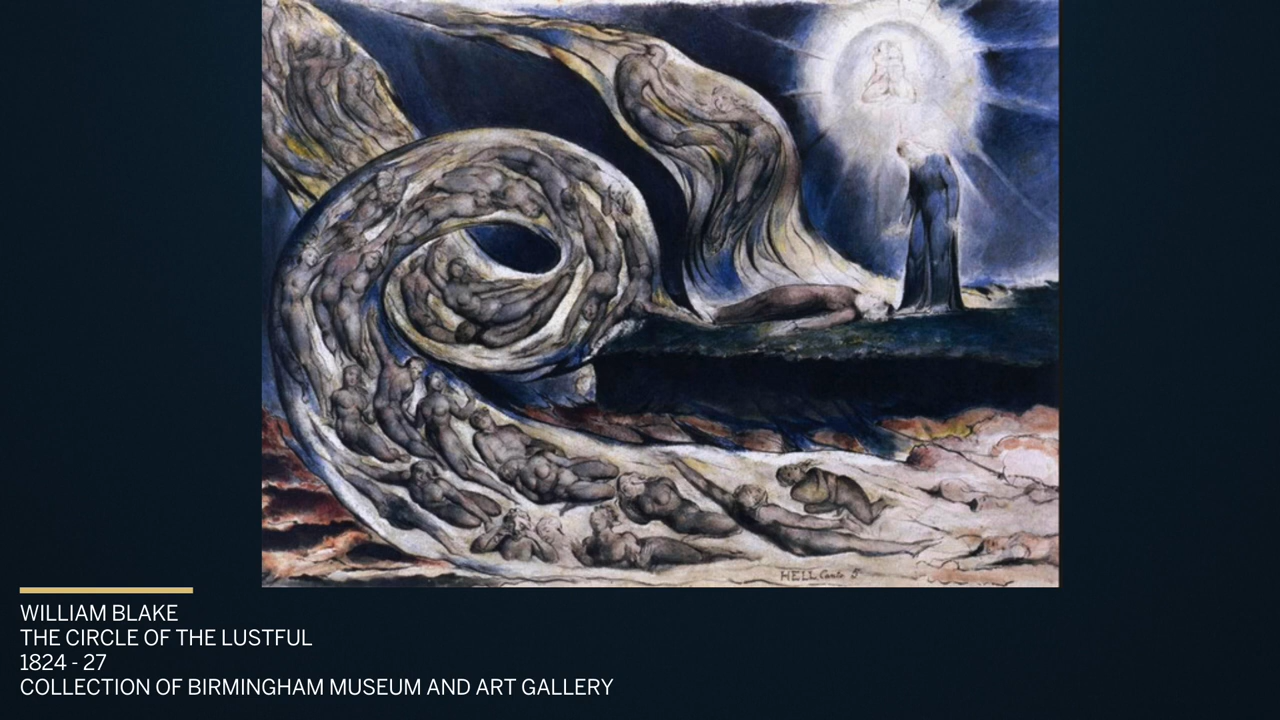 HELL Canto 5
WILLIAM BLAKE
THE CIRCLE OF THE LUSTFUL
1824 - 27
COLLECTION OF BIRMINGHAM MUSEUM AND ART GALLERY